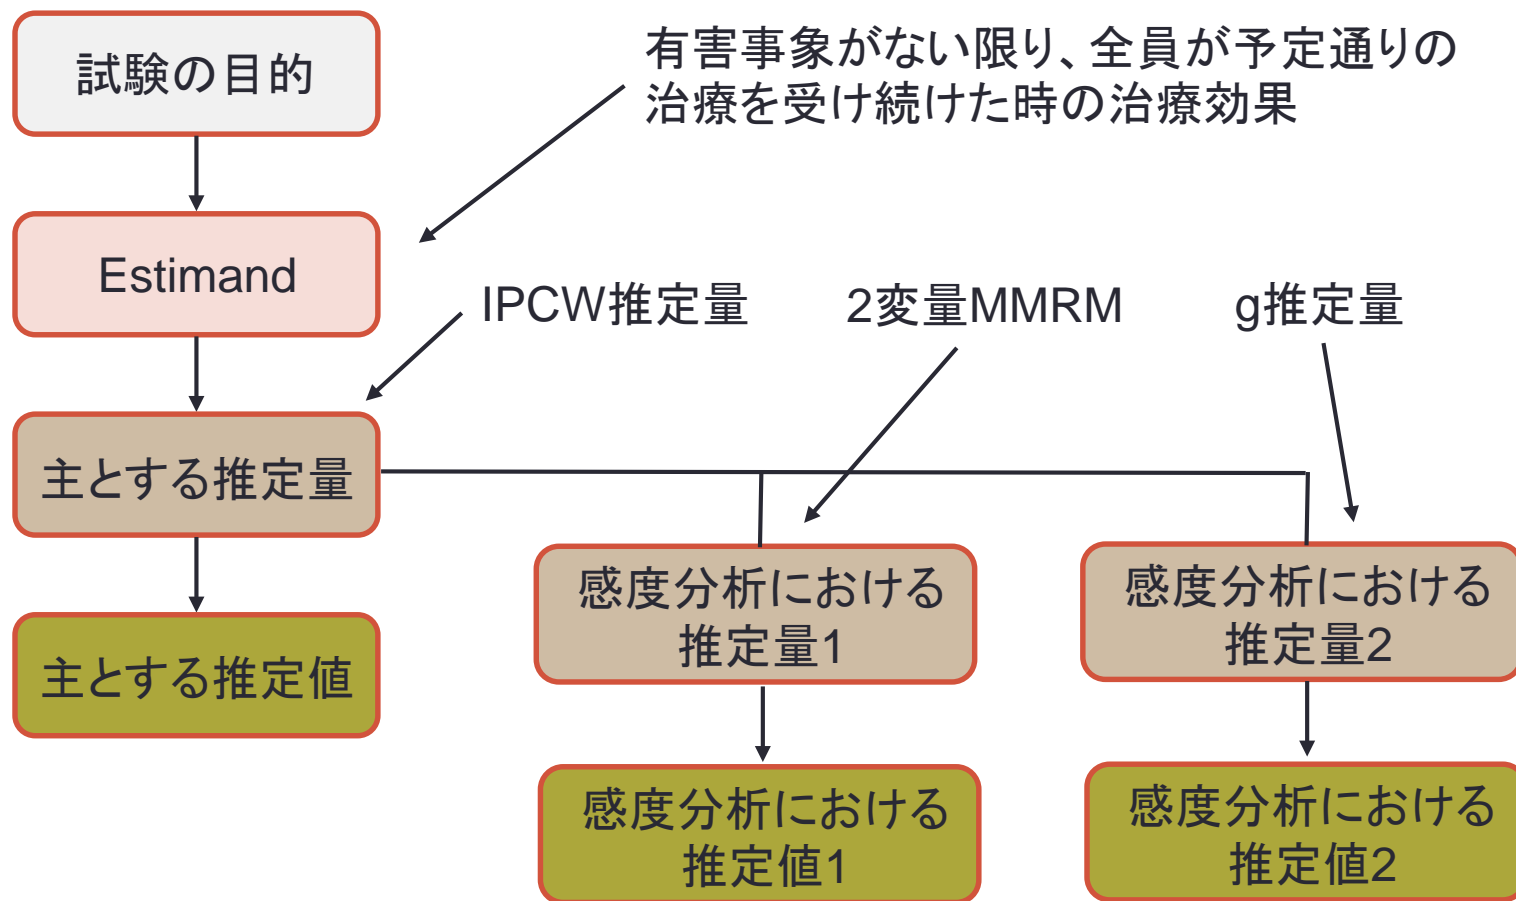 試験の目的
有害事象がない限り、全員が予定通りの
治療を受け続けた時の治療効果
Estimand
IPCW推定量
2変量MMRM
g推定量
主とする推定量
感度分析における
推定量1
感度分析における
推定量2
主とする推定値
感度分析における
推定値1
感度分析における
推定値2